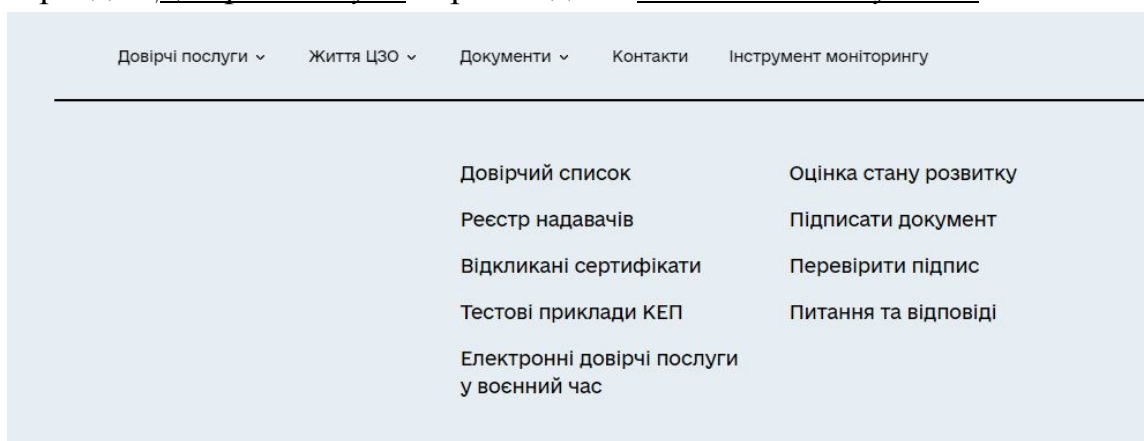 Довірчі послуги Життя ЦЗО Документи Контакти Інструмент моніторингу
Довірчий список
Реєстр надавачів
Відкликані сертифікати
Тестові приклади КЕП
Електронні довірчі послуги
у воєнний час
Оцінка стану розвитку
Підписати документ
Перевірити підпис
Питання та відповіді